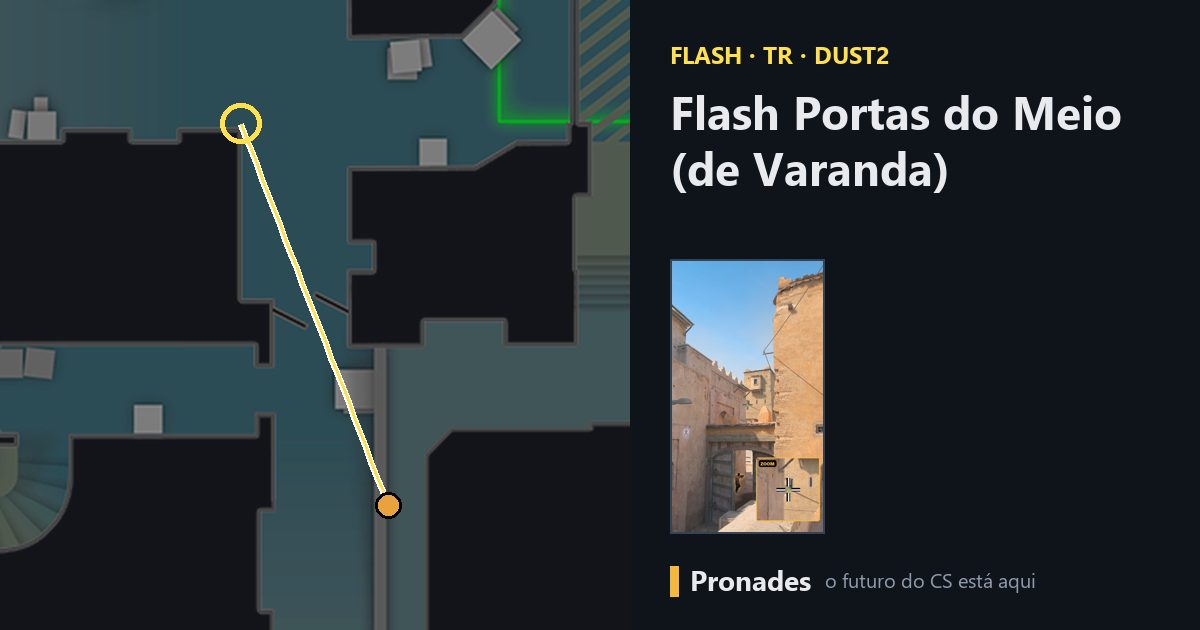 FLASH · TR · DUST2
Flash Portas do Meio
(de Varanda)
ZOOM
Pronades o futuro do CS está aqui